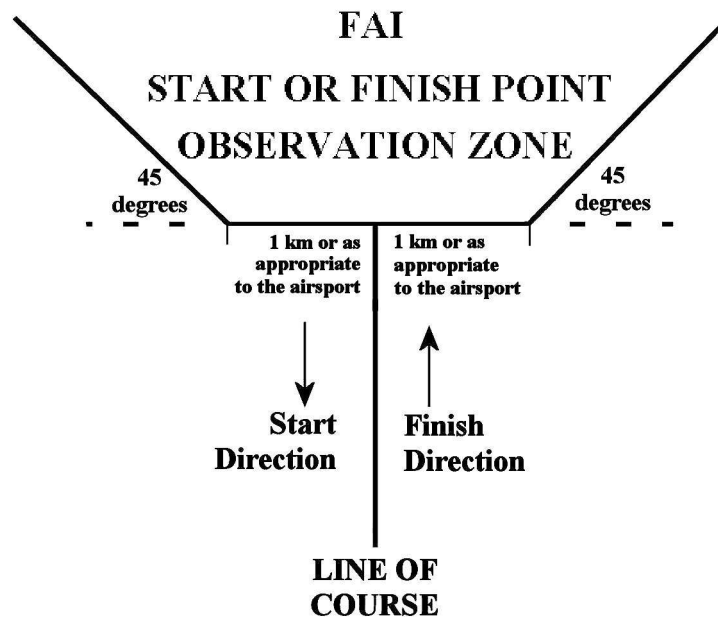 FAI
START OR FINISH POINT
OBSERVATION ZONE
45
degrees
45
degrees
1 km or as
appropriate
to the airsport
1 km or as
appropriate
to the airsport
Start
Direction
Finish
Direction
LINE OF
COURSE